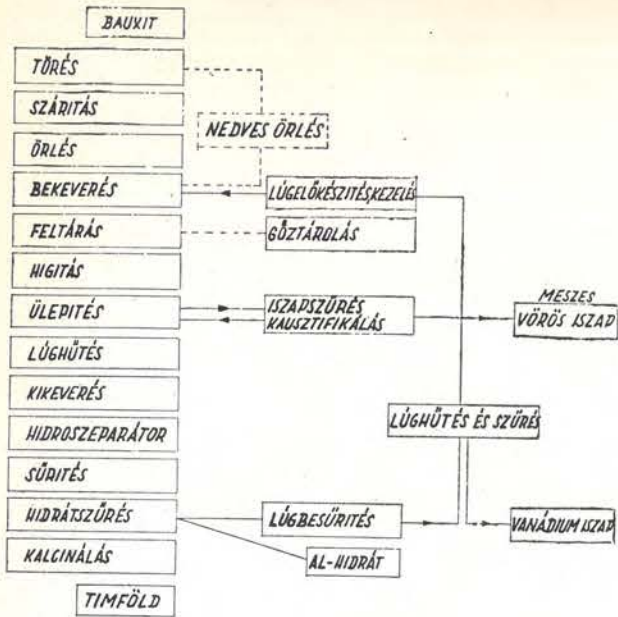 BAUXIT
TÖRÉS
SZÁRITÁS
NEDVES ÖRLÉS
ÖRLÉS
BEKEVERÉS
LÚGELŐKÉSZITÉS,KEZELÉS
FELTÁRÁS
GŐZTÁROLÁS
HIGITÁS
ÜLEPITÉS
ISZAPSZŰRÉS
KAUSZTIFIKÁLÁS
MESZES
VÖRÖS ISZAP
LÚGHŰTÉS
KIKEVERÉS
LÚGHŰTÉS ÉS SZŰRÉS
HIDROSZEPARÁTOR
SŰRITÉS
HIDRÁTSZŰRÉS
LÚGBESŰRITÉS
VANÁDIUM ISZAP
KALCINÁLÁS
AL-HIDRÁT
TIMFÖLD